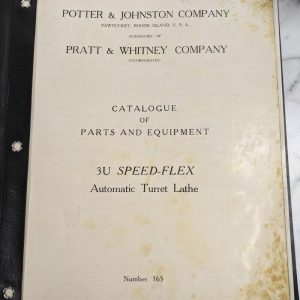 POTTER & JOHNSTON COMPANY
PAWTUCKET, RHODE ISLAND, U. S. A.
SUBSIDIARY OF
PRATT & WHITNEY COMPANY
INCORPORATED
CATALOGUE
OF
PARTS AND EQUIPMENT
3U SPEED-FLEX
Automatic Turret Lathe
Number 165